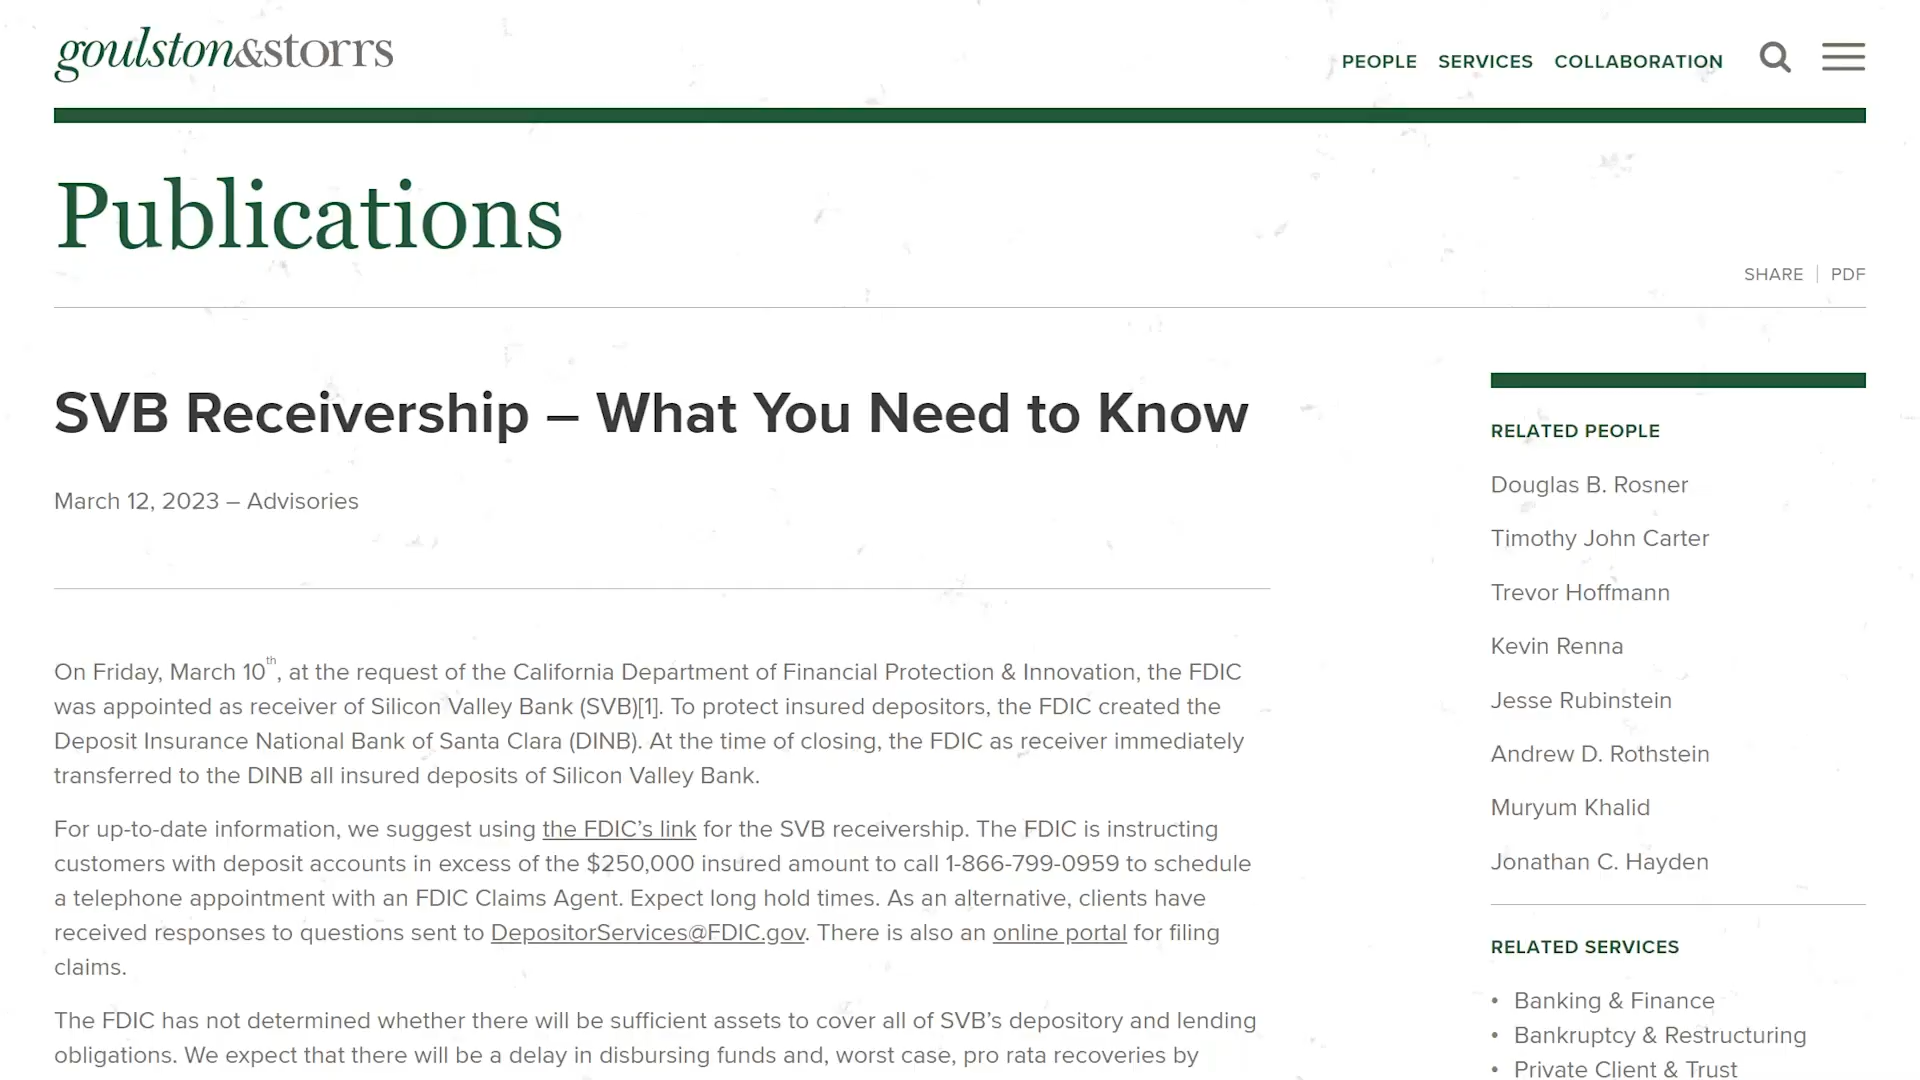 goulston&storrs
PEOPLE SERVICES COLLABORATION
Publications
SHARE | PDF
SVB Receivership – What You Need to Know
March 12, 2023 – Advisories
On Friday, March 10th, at the request of the California Department of Financial Protection & Innovation, the FDIC
was appointed as receiver of Silicon Valley Bank (SVB)[1]. To protect insured depositors, the FDIC created the
Deposit Insurance National Bank of Santa Clara (DINB). At the time of closing, the FDIC as receiver immediately
transferred to the DINB all insured deposits of Silicon Valley Bank.
For up-to-date information, we suggest using the FDIC’s link for the SVB receivership. The FDIC is instructing
customers with deposit accounts in excess of the $250,000 insured amount to call 1-866-799-0959 to schedule
a telephone appointment with an FDIC Claims Agent. Expect long hold times. As an alternative, clients have
received responses to questions sent to DepositorServices@FDIC.gov. There is also an online portal for filing
claims.
The FDIC has not determined whether there will be sufficient assets to cover all of SVB’s depository and lending
obligations. We expect that there will be a delay in disbursing funds and, worst case, pro rata recoveries by
RELATED PEOPLE
Douglas B. Rosner
Timothy John Carter
Trevor Hoffmann
Kevin Renna
Jesse Rubinstein
Andrew D. Rothstein
Muryum Khalid
Jonathan C. Hayden
RELATED SERVICES
• Banking & Finance
• Bankruptcy & Restructuring
• Private Client & Trust